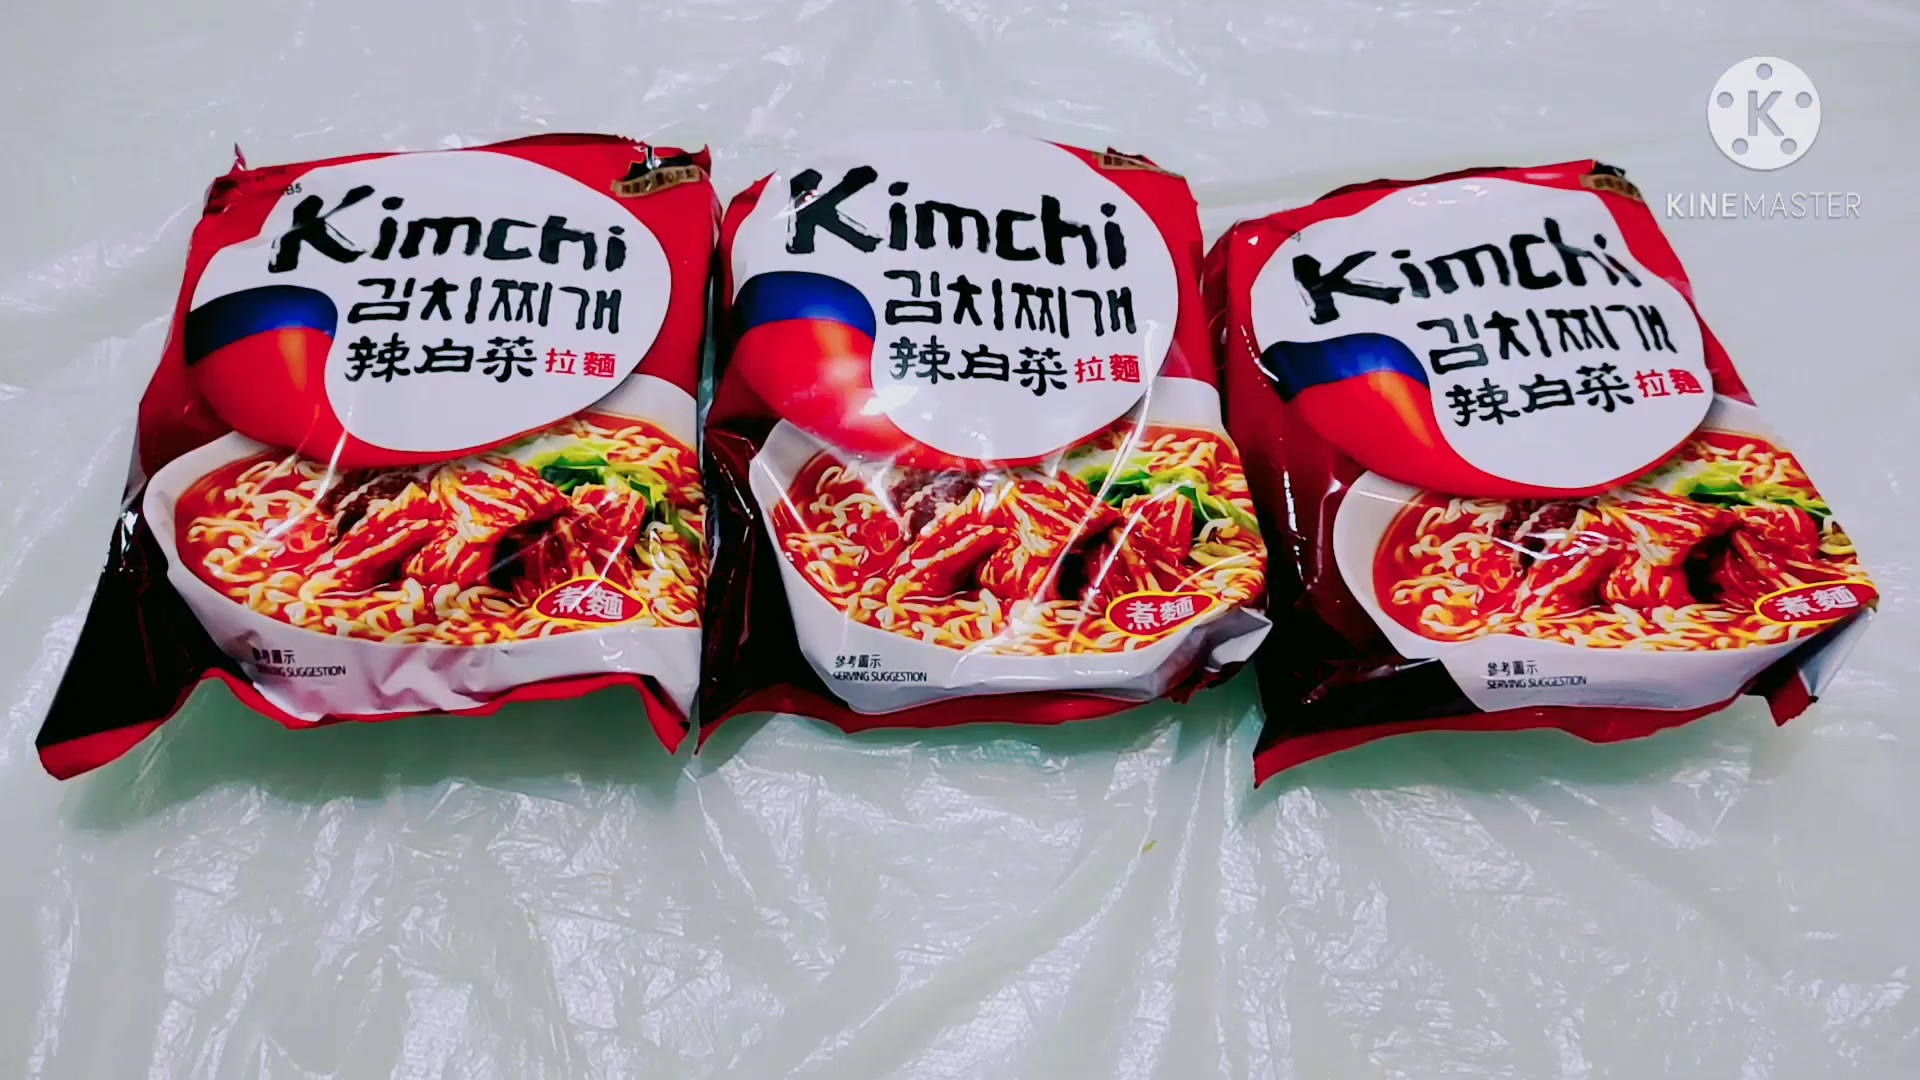 Kimchi
김치찌개
辣白菜 拉麵
煮麵
參考圖示
SERVING SUGGESTION
Kimchi
김치찌개
辣白菜 拉麵
煮麵
參考圖示
SERVING SUGGESTION
Kimchi
김치찌개
辣白菜 拉麵
煮麵
參考圖示
SERVING SUGGESTION
K
KINEMASTER